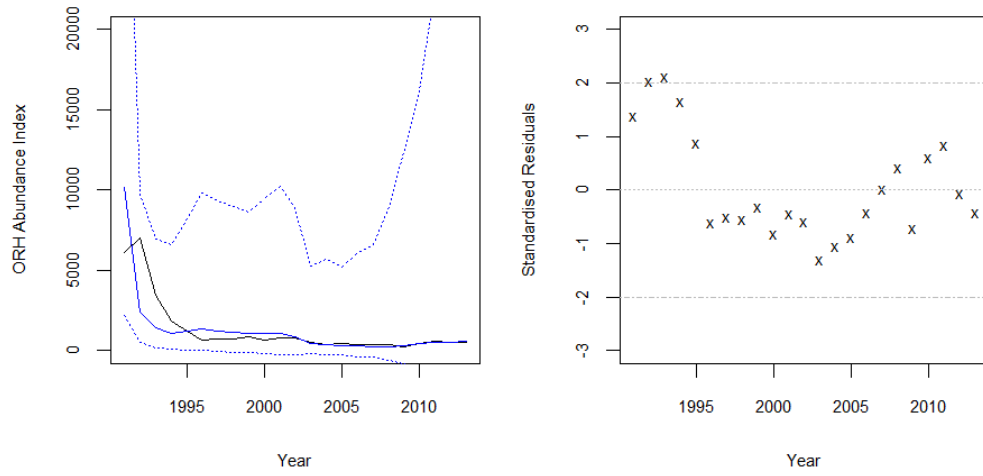 ORH Abundance Index
20000
15000
10000
5000
0
1995 2000 2005 2010
Year
Standardised Residuals
3
2
1
0
-1
-2
-3
1995 2000 2005 2010
Year